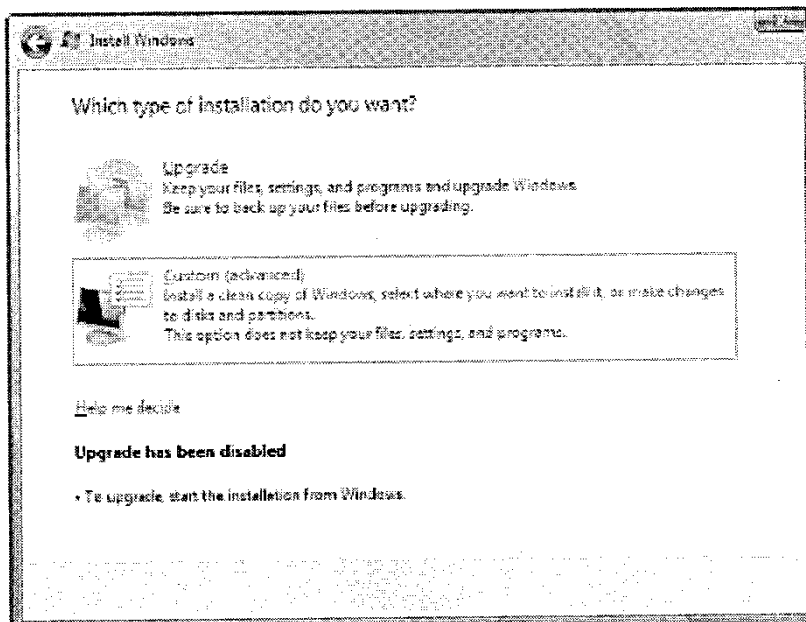 Install Windows
Which type of installation do you want?
Upgrade
Keep your files, settings, and programs and upgrade Windows.
Be sure to back up your files before upgrading.
Custom (advanced)
Install a clean copy of Windows, select where you want to install it, or make changes
to disks and partitions.
This option does not keep your files, settings, and programs.
Help me decide
Upgrade has been disabled
• To upgrade, start the installation from Windows.